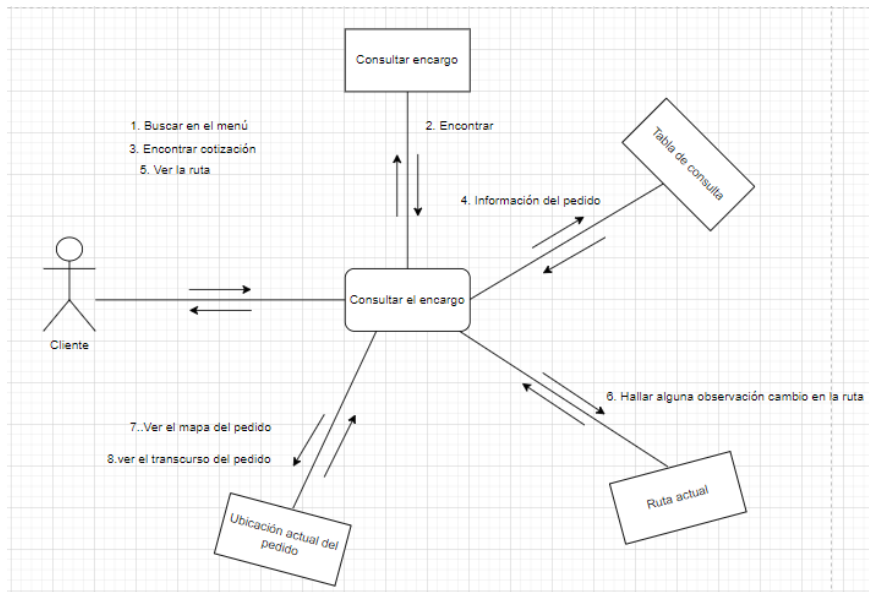 Consultar encargo
1. Buscar en el menú
2. Encontrar
3. Encontrar cotización
5. Ver la ruta
Tabla de
consulta
4. Información del pedido
Consultar el encargo
Cliente
6. Hallar alguna observación cambio en la ruta
7..Ver el mapa del pedido
8.ver el transcurso del pedido
Ruta actual
Ubicación actual del
pedido